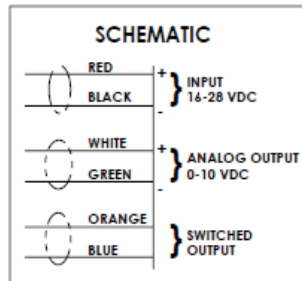 SCHEMATIC
RED
+
INPUT
16-28 VDC
BLACK
-
WHITE
+
ANALOG OUTPUT
0-10 VDC
GREEN
-
ORANGE
SWITCHED
OUTPUT
BLUE